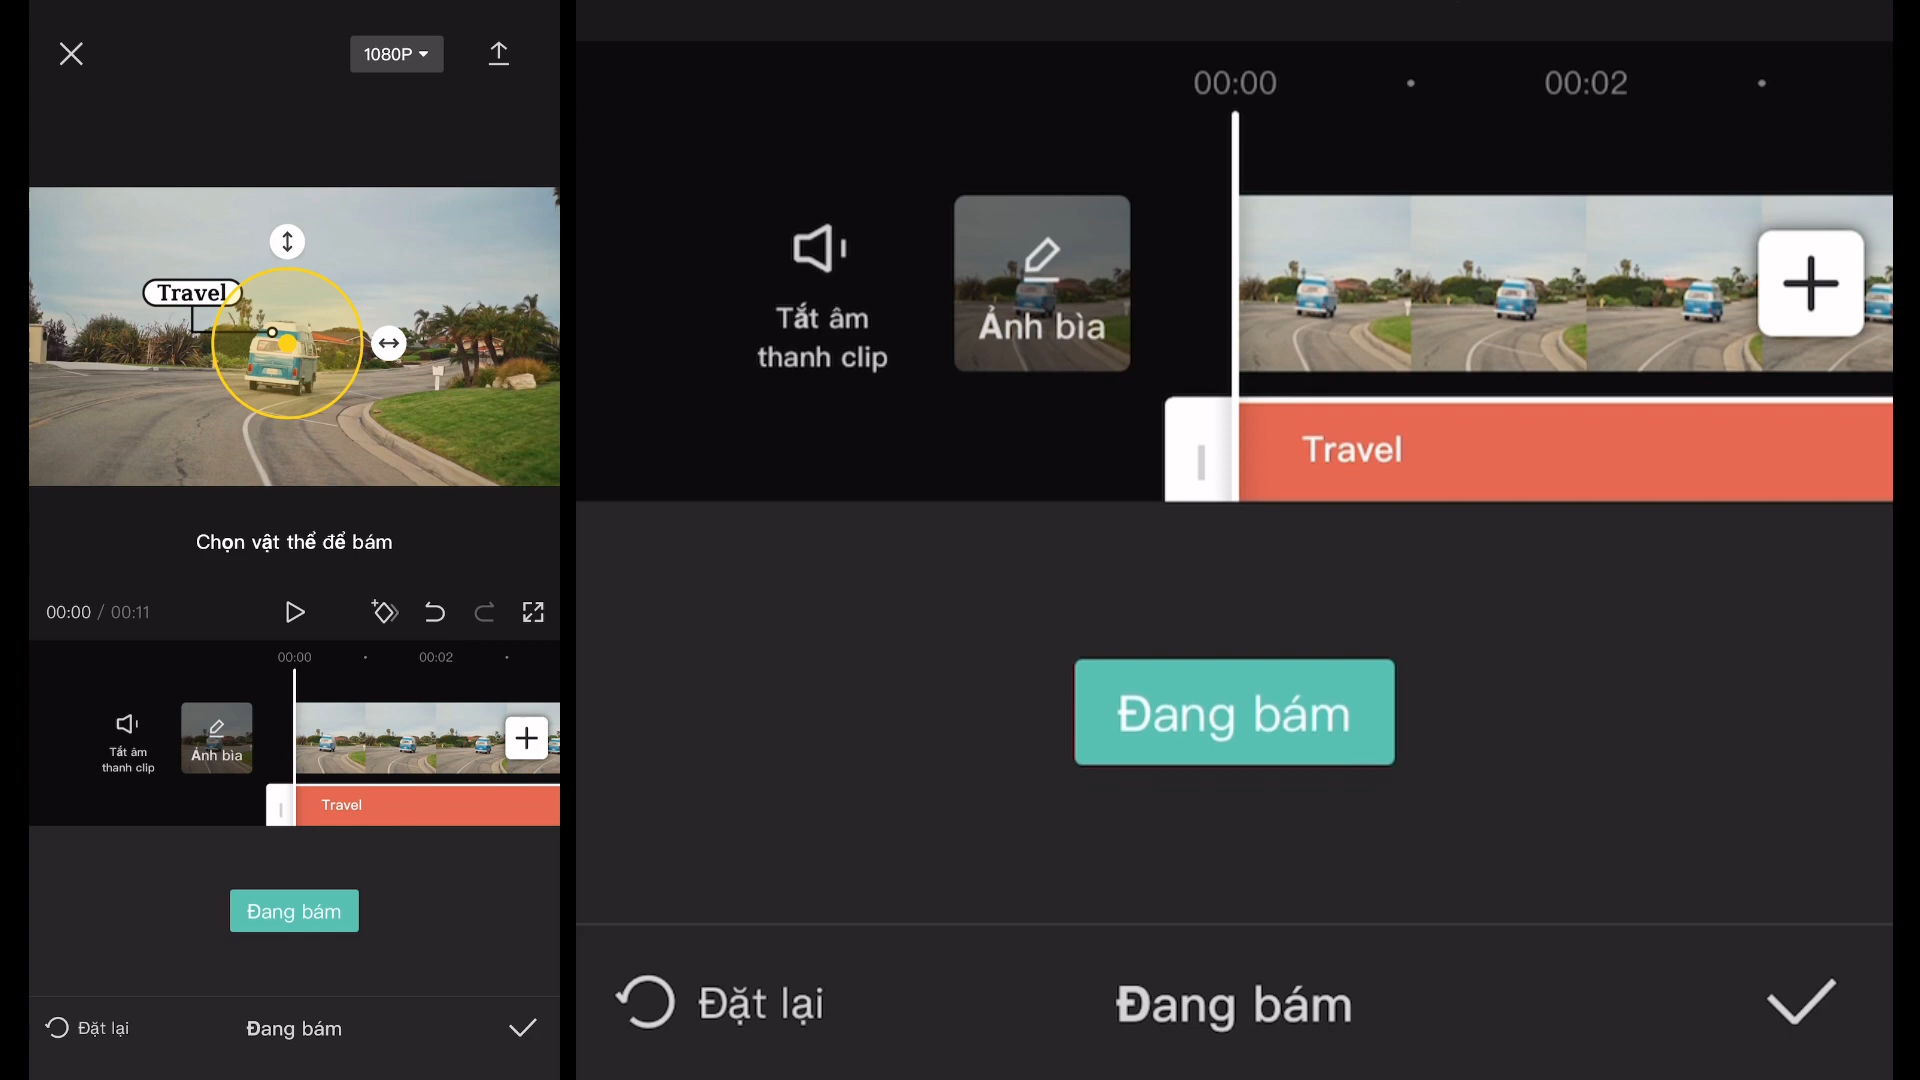 1080P
Travel
Chọn vật thể để bám
00:00 / 00:11
00:00
00:02
Tắt âm
thanh clip
Ảnh bìa
Travel
Đang bám
Đặt lại
Đang bám
00:00
00:02
Tắt âm
thanh clip
Ảnh bìa
Travel
Đang bám
Đặt lại
Đang bám